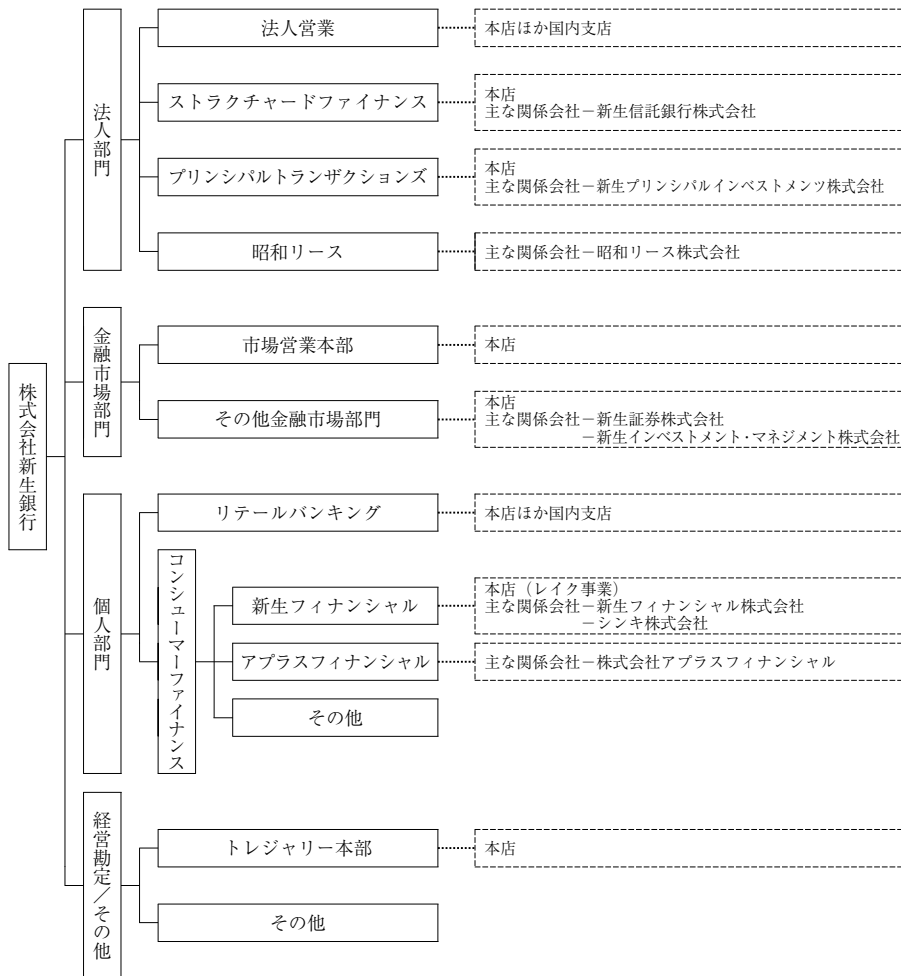 株式会社新生銀行
法人部門
法人営業
本店ほか国内支店
ストラクチャードファイナンス
本店
主な関係会社－新生信託銀行株式会社
プリンシパルトランザクションズ
本店
主な関係会社－新生プリンシパルインベストメンツ株式会社
昭和リース
主な関係会社－昭和リース株式会社
金融市場部門
市場営業本部
本店
その他金融市場部門
本店
主な関係会社－新生証券株式会社
－新生インベストメント・マネジメント株式会社
個人部門
リテールバンキング
本店ほか国内支店
コンシューマーファイナンス
新生フィナンシャル
本店（レイク事業）
主な関係会社－新生フィナンシャル株式会社
－シンキ株式会社
アプラスフィナンシャル
主な関係会社－株式会社アプラスフィナンシャル
その他
経営勘定／その他
トレジャリー本部
本店
その他